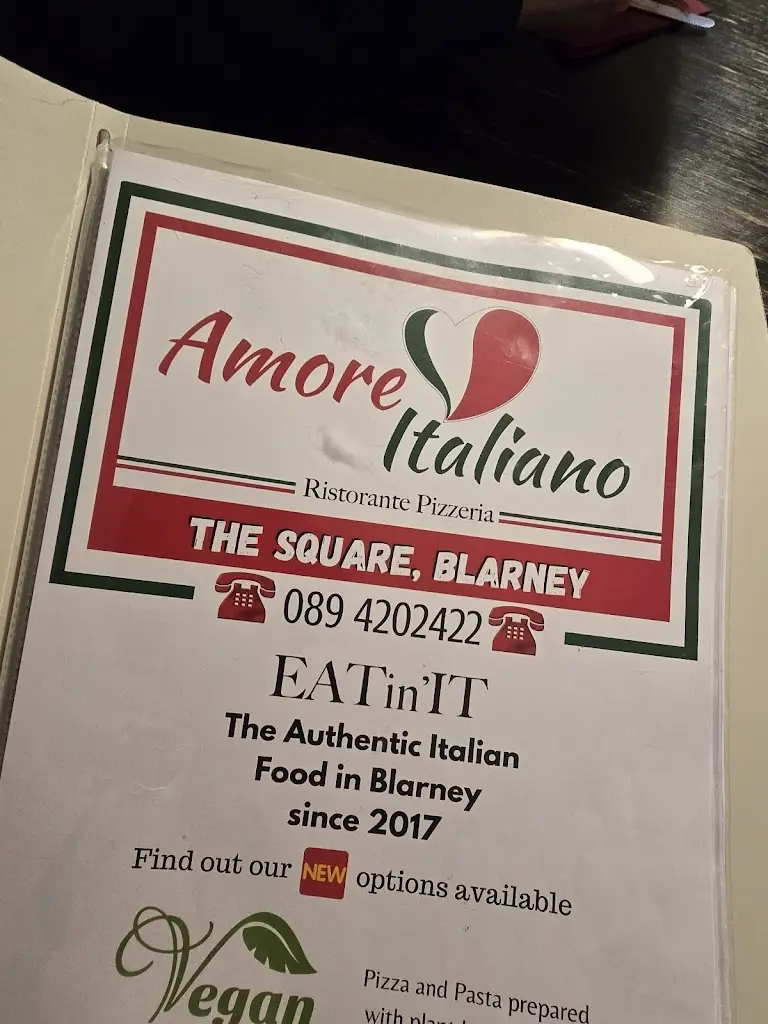 Amore
Italiano
Ristorante Pizzeria
THE SQUARE, BLARNEY
089 4202422
EATin'IT
The Authentic Italian
Food in Blarney
since 2017
Find out our NEW options available
Vegan
Pizza and Pasta prepared
with